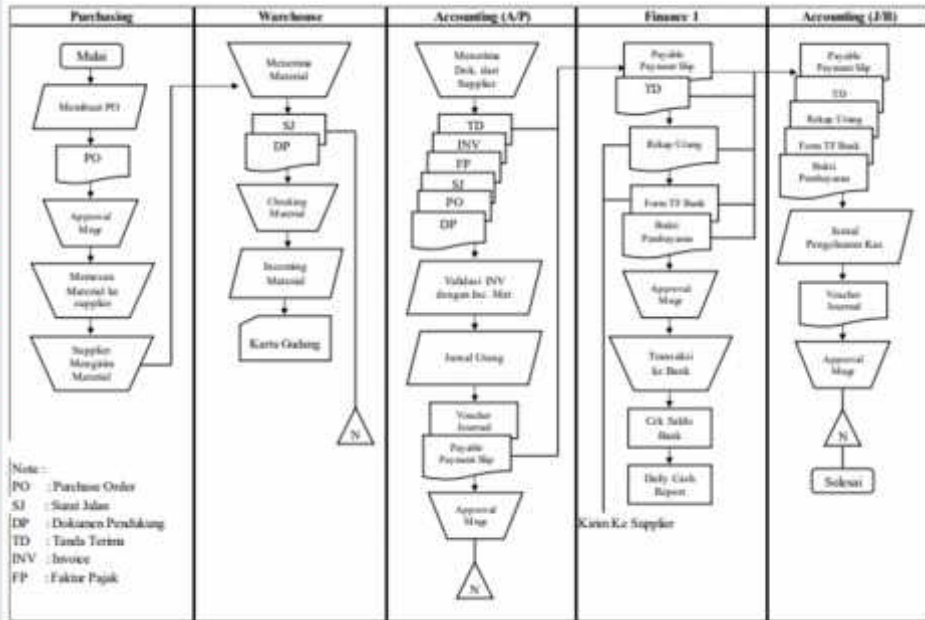 Purchasing
Mulai
Membuat PO
PO
Approval
Mngr
Memesan
Material ke
supplier
Supplier
Mengirim
Material
Note :
PO : Purchase Order
SJ : Surat Jalan
DP : Dokumen Pendukung
TD : Tanda Terima
INV : Invoice
FP : Faktur Pajak
Warehouse
Menerima
Material
SJ
DP
Cheking
Material
Incoming
Material
Kartu Gudang
N
Accounting (A/P)
Menerima
Dok. dari
Supplier
TD
INV
FP
SJ
PO
DP
Validasi INV
dengan Inc. Mat
Jurnal Utang
Voucher
Journal
Payable
Payment Slip
Approval
Mngr
N
Finance 1
Payable
Payment Slip
TD
Rekap Utang
Form TF Bank
Bukti
Pembayaran
Approval
Mngr
Transaksi
ke Bank
Cek Saldo
Bank
Daily Cash
Report
Kirim Ke Supplier
Accounting (J/B)
Payable
Payment Slip
TD
Rekap Utang
Form TF Bank
Bukti
Pembayaran
Jurnal
Pengeluaran Kas
Voucher
Journal
Approval
Mngr
N
Selesai